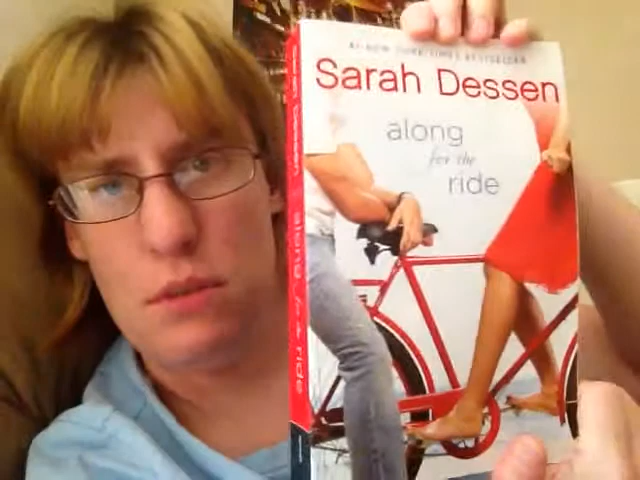 #1 NEW YORK TIMES BESTSELLER
Sarah Dessen
along
for the
ride
sarah dessen along for the ride